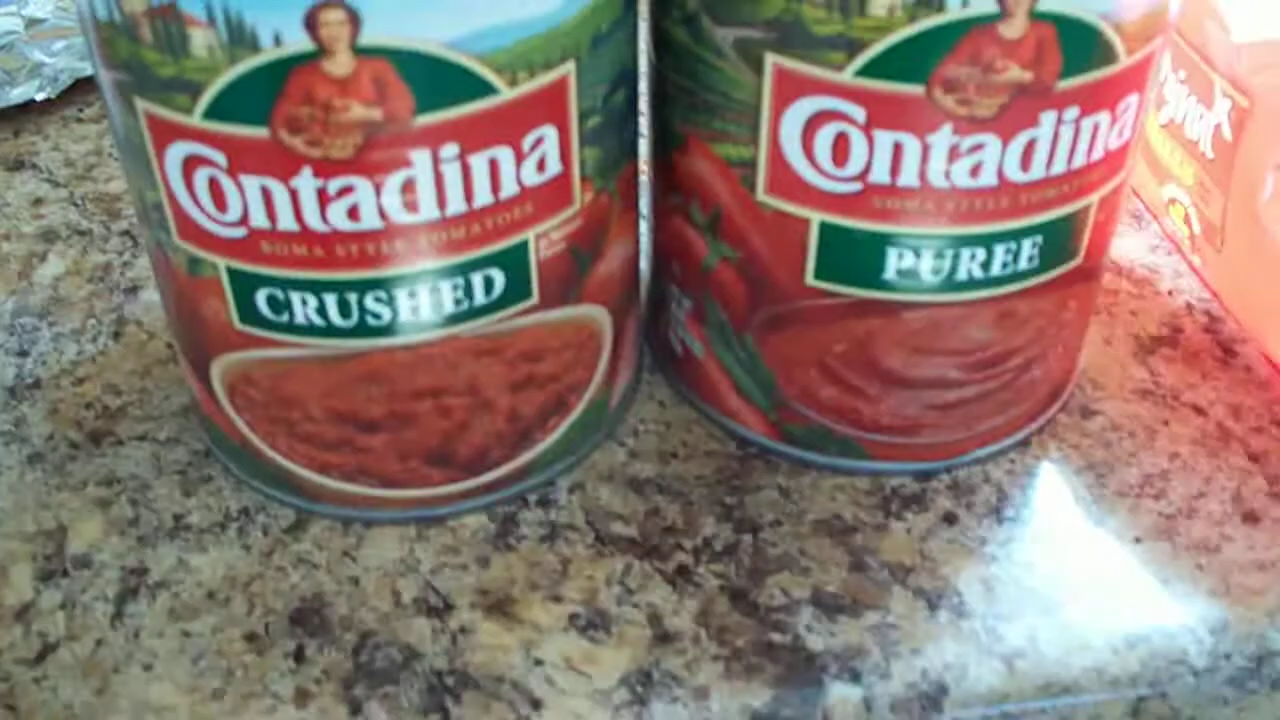 Contadina
ROMA STYLE TOMATOES
CRUSHED
Contadina
ROMA STYLE TOMATOES
PUREE